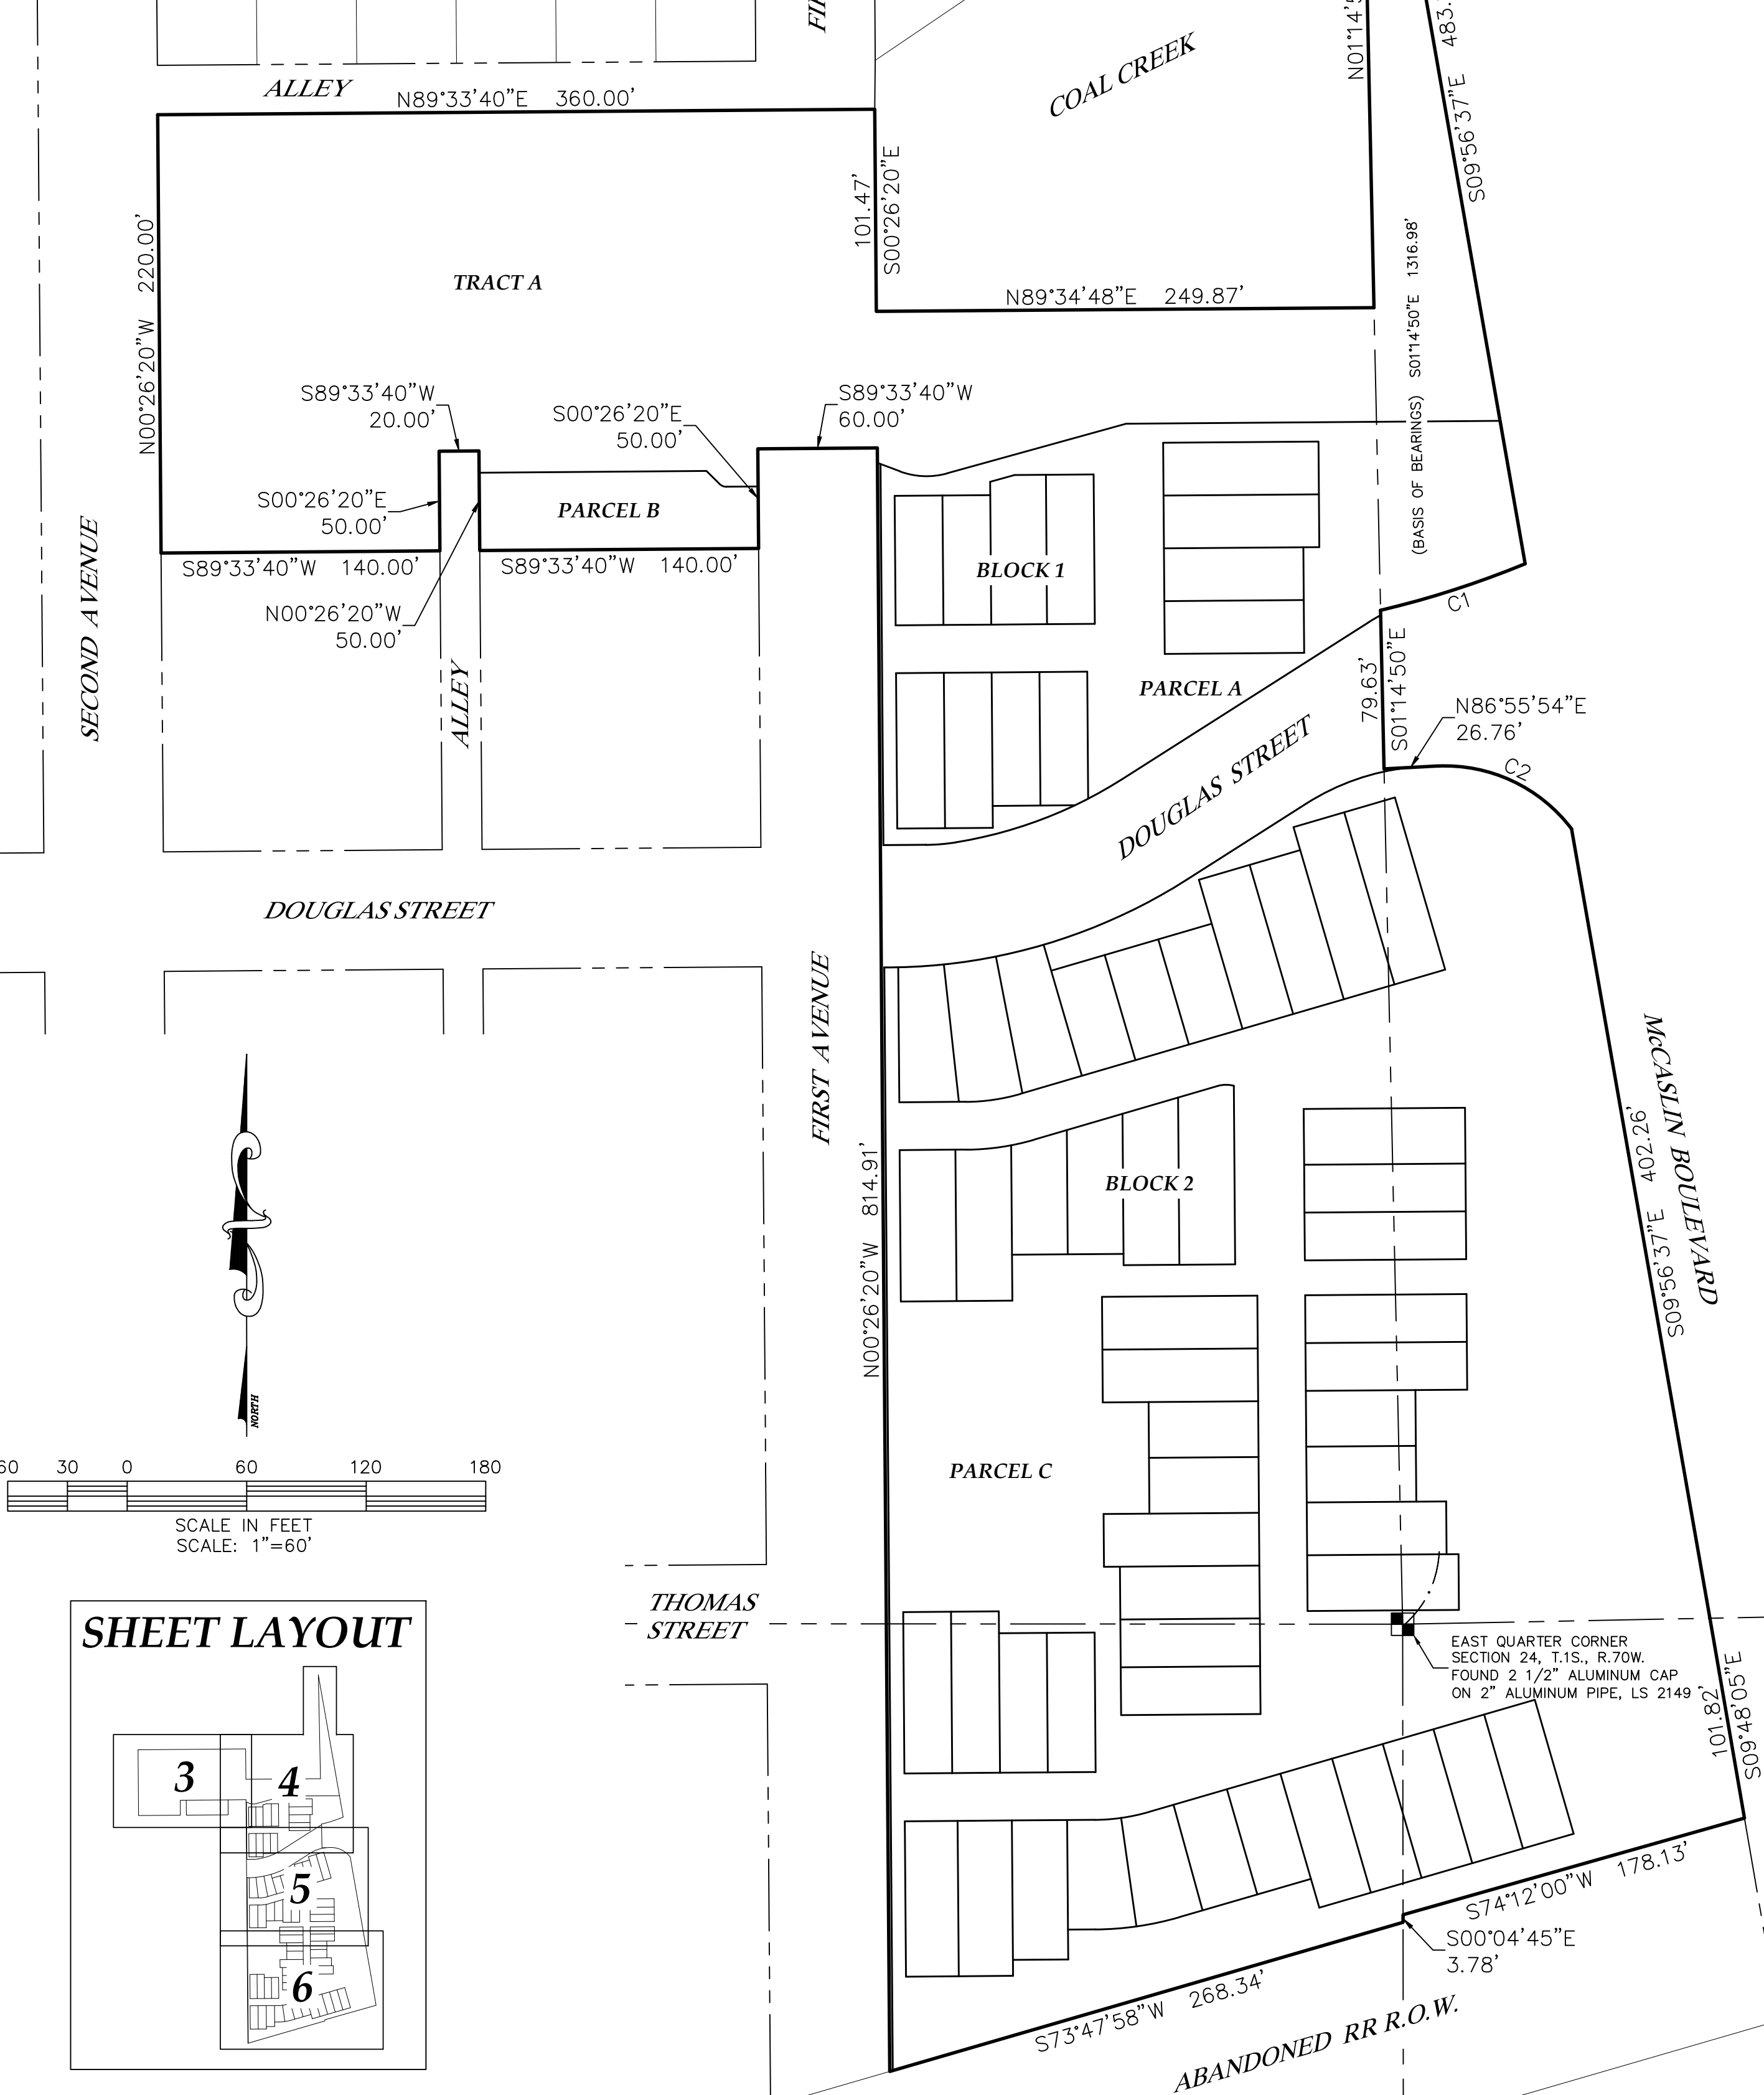 FI
ALLEY
N89°33'40"E 360.00'
COAL CREEK
N01°14'5
S09°56'37"E 483.
N00°26'20"W 220.00'
TRACT A
101.47'
S00°26'20"E
N89°34'48"E 249.87'
(BASIS OF BEARINGS) S01°14'50"E 1316.98'
S89°33'40"W
20.00'
S00°26'20"E
50.00'
S89°33'40"W
60.00'
S00°26'20"E
50.00'
PARCEL B
S89°33'40"W 140.00'
S89°33'40"W 140.00'
N00°26'20"W
50.00'
SECOND AVENUE
ALLEY
BLOCK 1
C1
PARCEL A
79.63'
S01°14'50"E
N86°55'54"E
26.76'
C2
DOUGLAS STREET
DOUGLAS STREET
FIRST AVENUE
N00°26'20"W 814.91'
McCASLIN BOULEVARD
S09°56'37"E 402.26'
BLOCK 2
NORTH
60 30 0 60 120 180
SCALE IN FEET
SCALE: 1"=60'
PARCEL C
THOMAS
STREET
EAST QUARTER CORNER
SECTION 24, T.1S., R.70W.
FOUND 2 1/2" ALUMINUM CAP
ON 2" ALUMINUM PIPE, LS 2149
101.82'
S09°48'05"E
SHEET LAYOUT
3
4
5
6
S74°12'00"W 178.13'
S00°04'45"E
3.78'
S73°47'58"W 268.34'
ABANDONED RR R.O.W.